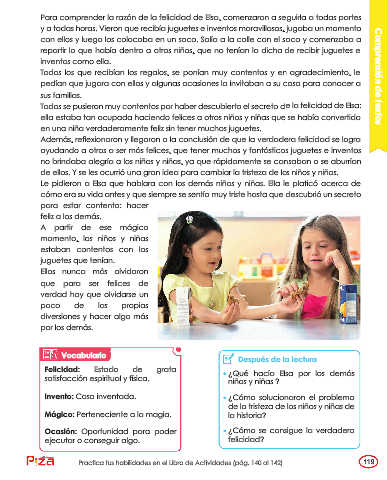 Para comprender la razón de la felicidad de Elsa, comenzaron a seguirla a todas partes
y a todas horas. Vieron que recibía juguetes e inventos maravillosos, jugaba un momento
con ellos y luego los colocaba en un saco. Salía a la calle con el saco y comenzaba a
repartir lo que había dentro a otros niños, que no tenían la dicha de recibir juguetes e
inventos como ella.
Todos los que recibían los regalos, se ponían muy contentos y en agradecimiento, le
pedían que jugara con ellos y algunas ocasiones la invitaban a su casa para conocer a
sus familias.
Todos se pusieron muy contentos por haber descubierto el secreto de la felicidad de Elsa:
ella estaba tan ocupada haciendo felices a otros niños y niñas que se había convertido
en una niña verdaderamente feliz sin tener muchos juguetes.
Además, reflexionaron y llegaron a la conclusión de que la verdadera felicidad se logra
ayudando a otros a ser más felices, que tener muchos y fantásticos juguetes e inventos
no brindaba alegría a los niños y niñas, ya que rápidamente se cansaban o se aburrían
de ellos. Y se les ocurrió una gran idea para cambiar la tristeza de los niños y niñas.
Le pidieron a Elsa que hablara con los demás niños y niñas. Ella le platicó acerca de
cómo era su vida antes y que siempre se sentía muy triste hasta que descubrió un secreto
para estar contento: hacer
feliz a los demás.
A partir de ese mágico
momento, los niños y niñas
estaban contentos con los
juguetes que tenían.
Ellos nunca más olvidaron
que para ser felices de
verdad hay que olvidarse un
poco de los propias
diversiones y hacer algo más
por los demás.
Comprensión de lectura
Vocabulario
Felicidad: Estado de grata
satisfacción espiritual y física.
Invento: Cosa inventada.
Mágico: Perteneciente a la magia.
Ocasión: Oportunidad para poder
ejecutar o conseguir algo.
Después de la lectura
• ¿Qué hacía Elsa por los demás
niños y niñas ?
• ¿Cómo solucionaron el problema
de la tristeza de los niños y niñas de
la historia?
• ¿Cómo se consigue la verdadera
felicidad?
Practica tus habilidades en el Libro de Actividades (pág. 140 al 142)
119